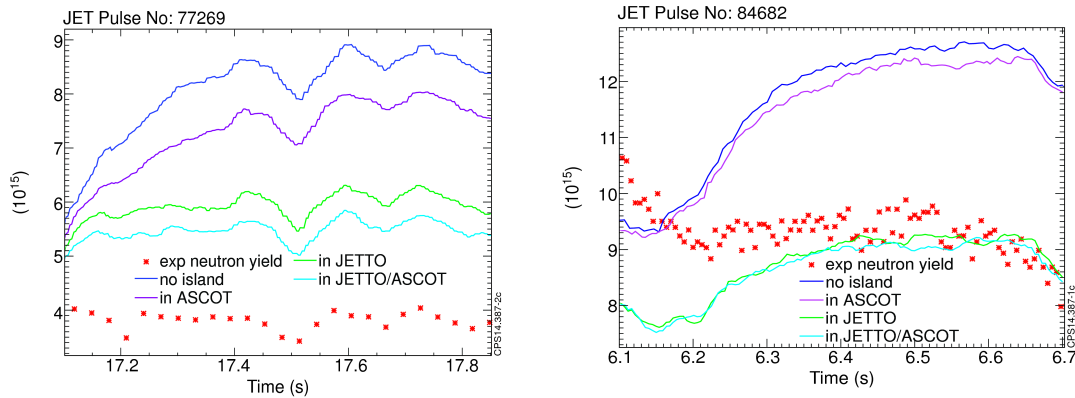 JET Pulse No: 77269
9
8
7
6
5
4
(10¹⁵)
exp neutron yield
no island
in ASCOT
in JETTO
in JETTO/ASCOT
17.2
17.4
17.6
17.8
Time (s)
CPS14.387-2c
JET Pulse No: 84682
12
11
10
9
8
(10¹⁵)
exp neutron yield
no island
in ASCOT
in JETTO
in JETTO/ASCOT
6.1
6.2
6.3
6.4
6.5
6.6
6.7
Time (s)
CPS14.387-1c